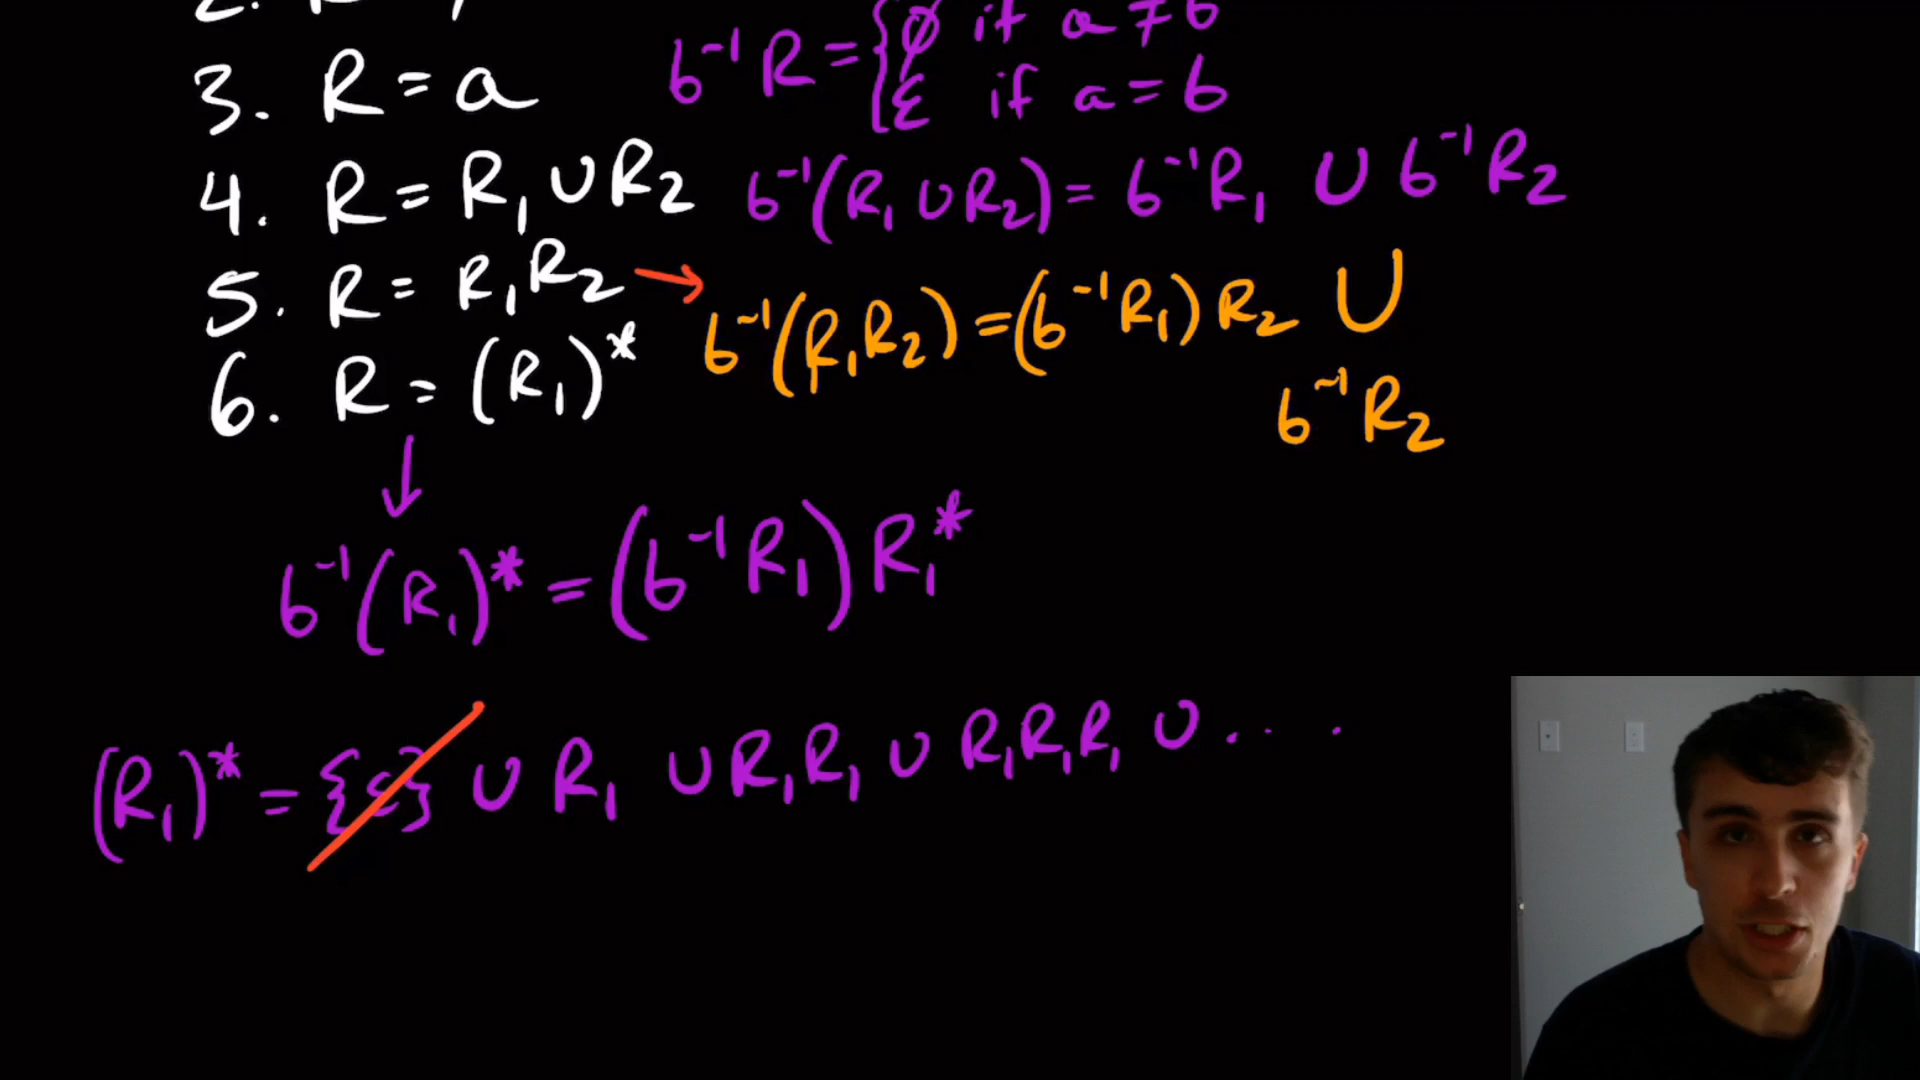 3. R = a
b⁻¹R = { ∅ if a ≠ b
{ ε if a = b
4. R = R₁ ∪ R₂
b⁻¹(R₁ ∪ R₂) = b⁻¹R₁ ∪ b⁻¹R₂
5. R = R₁R₂ →
b⁻¹(R₁R₂) = (b⁻¹R₁)R₂ ∪
b⁻¹R₂
6. R = (R₁)*
↓
b⁻¹(R₁)* = (b⁻¹R₁)R₁*
(R₁)* = {ε} ∪ R₁ ∪ R₁R₁ ∪ R₁R₁R₁ ∪ ...